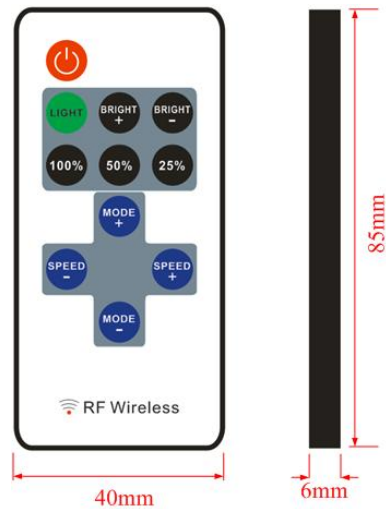 LIGHT
BRIGHT
+
BRIGHT
-
100%
50%
25%
MODE
+
SPEED
-
SPEED
+
MODE
-
RF Wireless
40mm
6mm
85mm